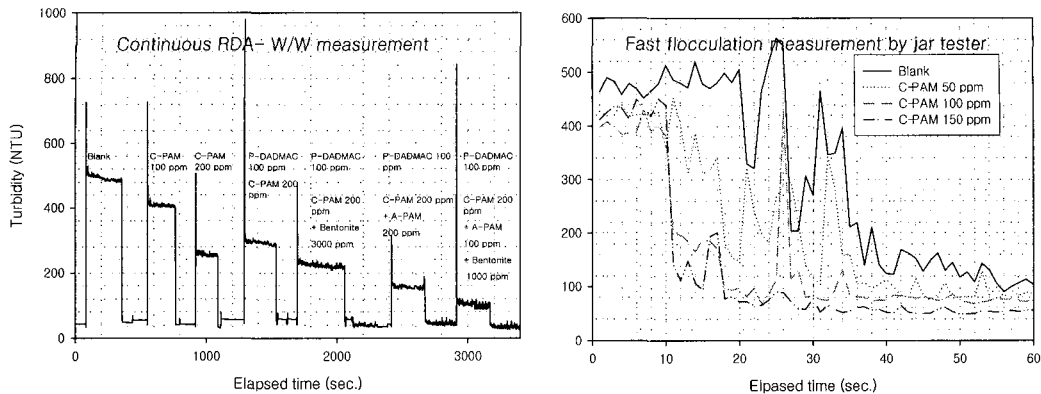 Continuous RDA- W/W measurement
Turbidity (NTU)
1000
800
600
400
200
0
Blank
C-PAM
100 ppm
C-PAM
200 ppm
P-DADMAC
100 ppm
C-PAM 200
ppm
P-DADMAC
100 ppm
C-PAM 200
ppm
+ Bentonite
3000 ppm
P-DADMAC 100
ppm
C-PAM 200 ppm
+ A-PAM
200 ppm
P-DADMAC
100 ppm
C-PAM 200
ppm
+ A-PAM
100 ppm
+ Bentonite
1000 ppm
0
1000
2000
3000
Elapsed time (sec.)
Fast flocculation measurement by jar tester
600
500
400
300
200
100
0
Blank
C-PAM 50 ppm
C-PAM 100 ppm
C-PAM 150 ppm
0
10
20
30
40
50
60
Elpased time (sec.)